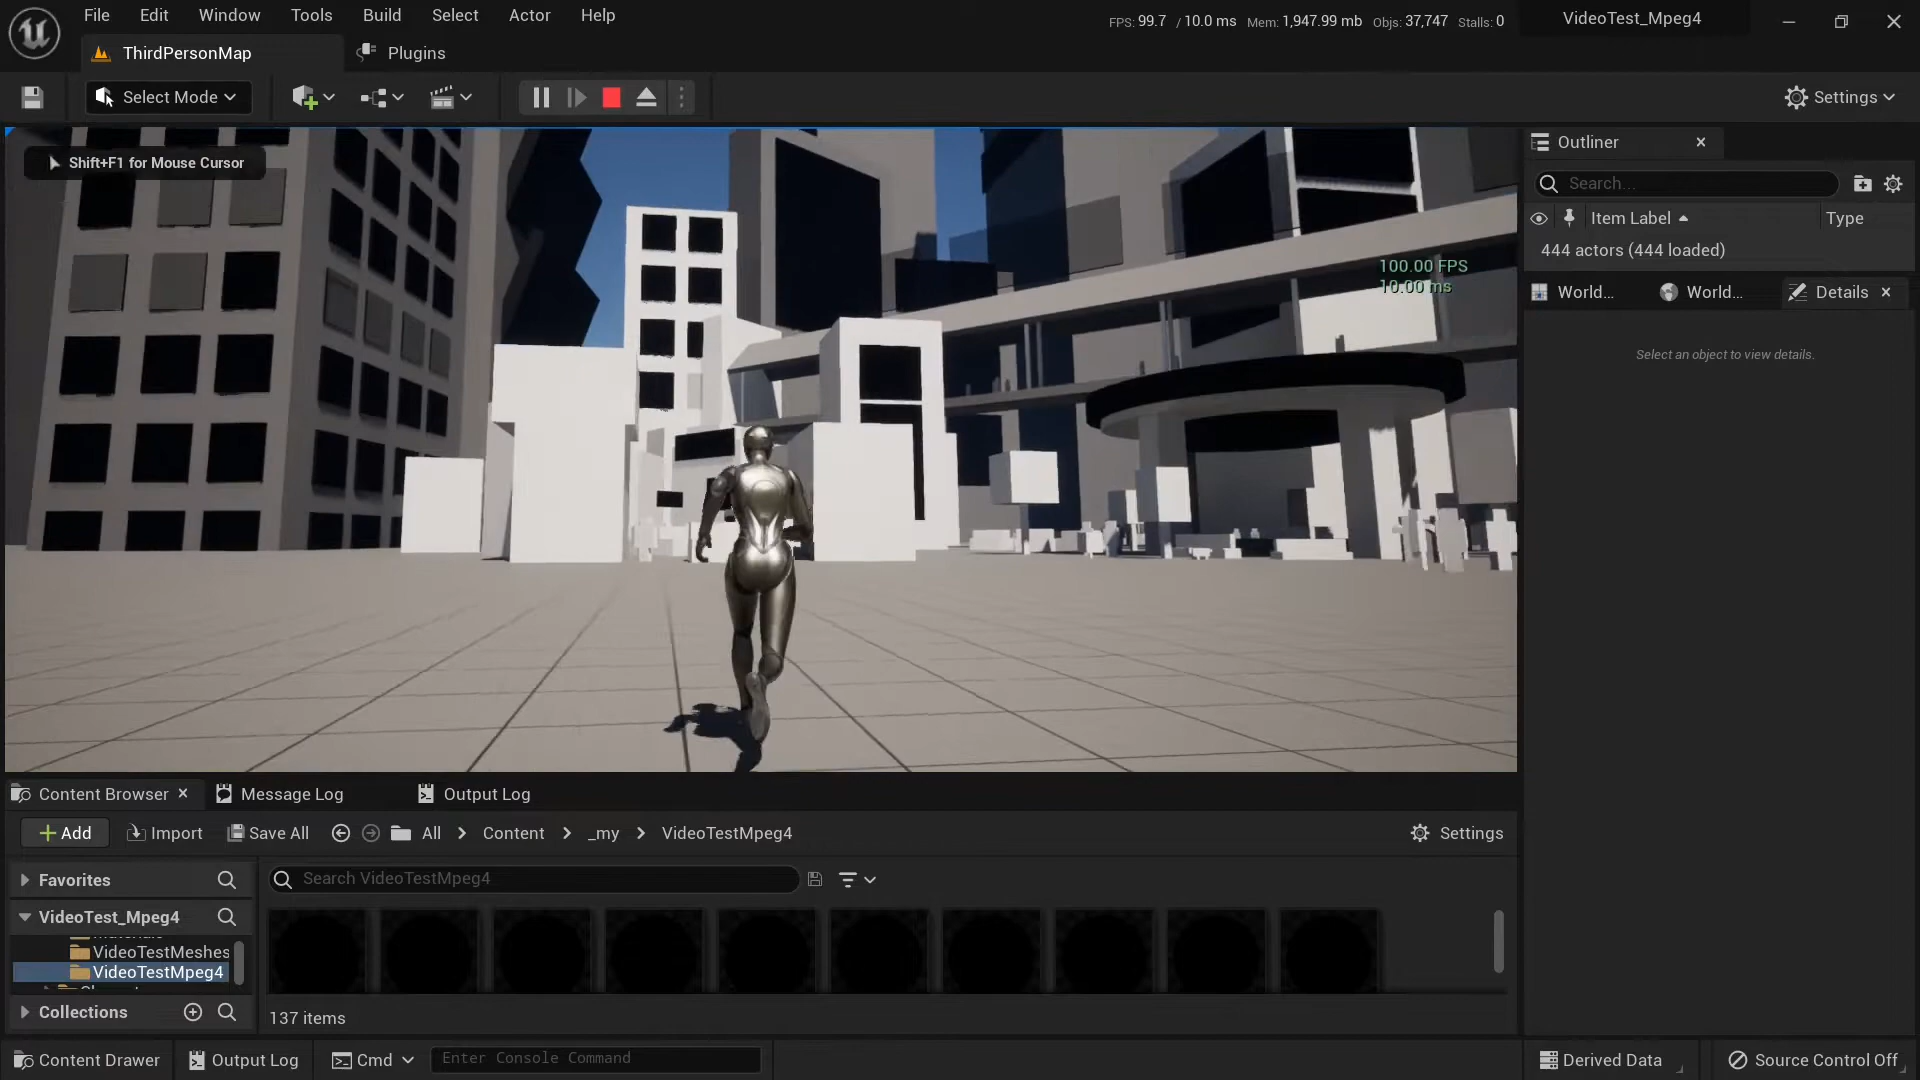 File Edit Window Tools Build Select Actor Help
FPS: 99.7 / 10.0 ms Mem: 1,947.99 mb Objs: 37,747 Stalls: 0
VideoTest_Mpeg4
ThirdPersonMap
Plugins
Select Mode
Settings
Shift+F1 for Mouse Cursor
100.00 FPS
10.00 ms
Outliner
Search...
Item Label Type
444 actors (444 loaded)
World... World... Details
Select an object to view details.
Content Browser Message Log Output Log
Add Import Save All All Content _my VideoTestMpeg4 Settings
Favorites
Search VideoTestMpeg4
VideoTest_Mpeg4
VideoTestMeshes
VideoTestMpeg4
Collections
137 items
Content Drawer Output Log Cmd Enter Console Command
Derived Data Source Control Off